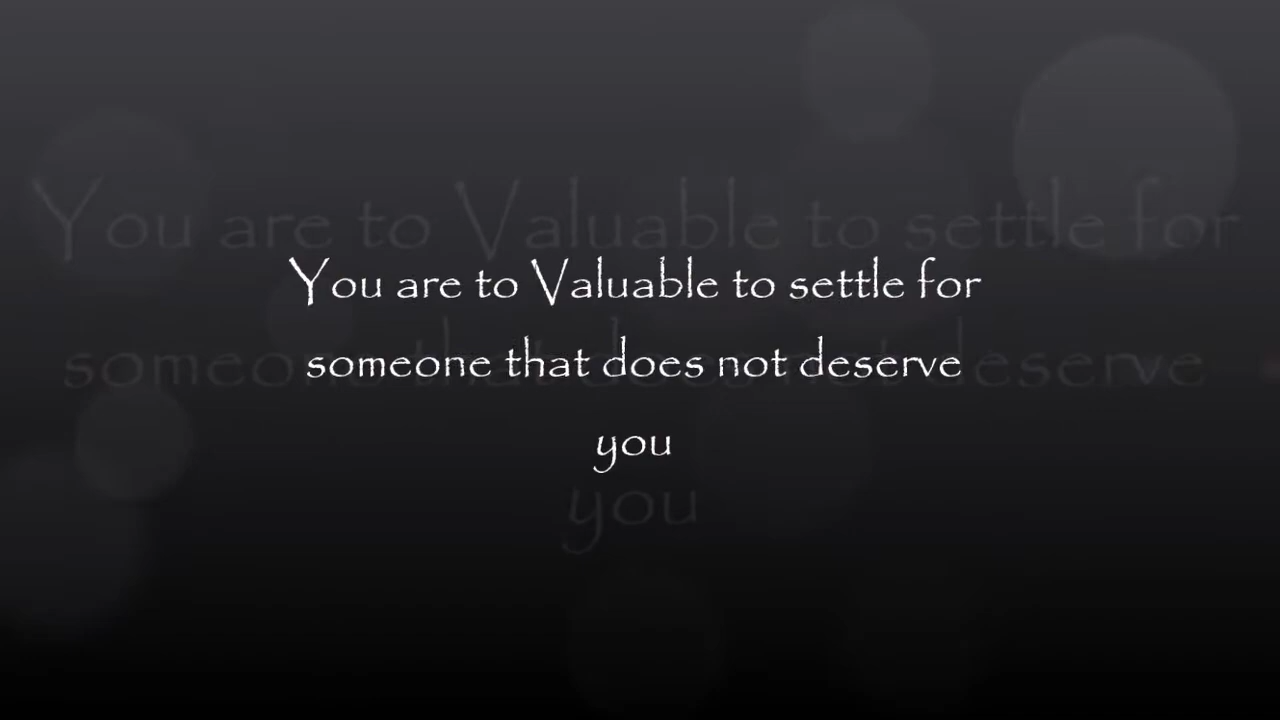 You are to Valuable to settle for
someone that does not deserve
you